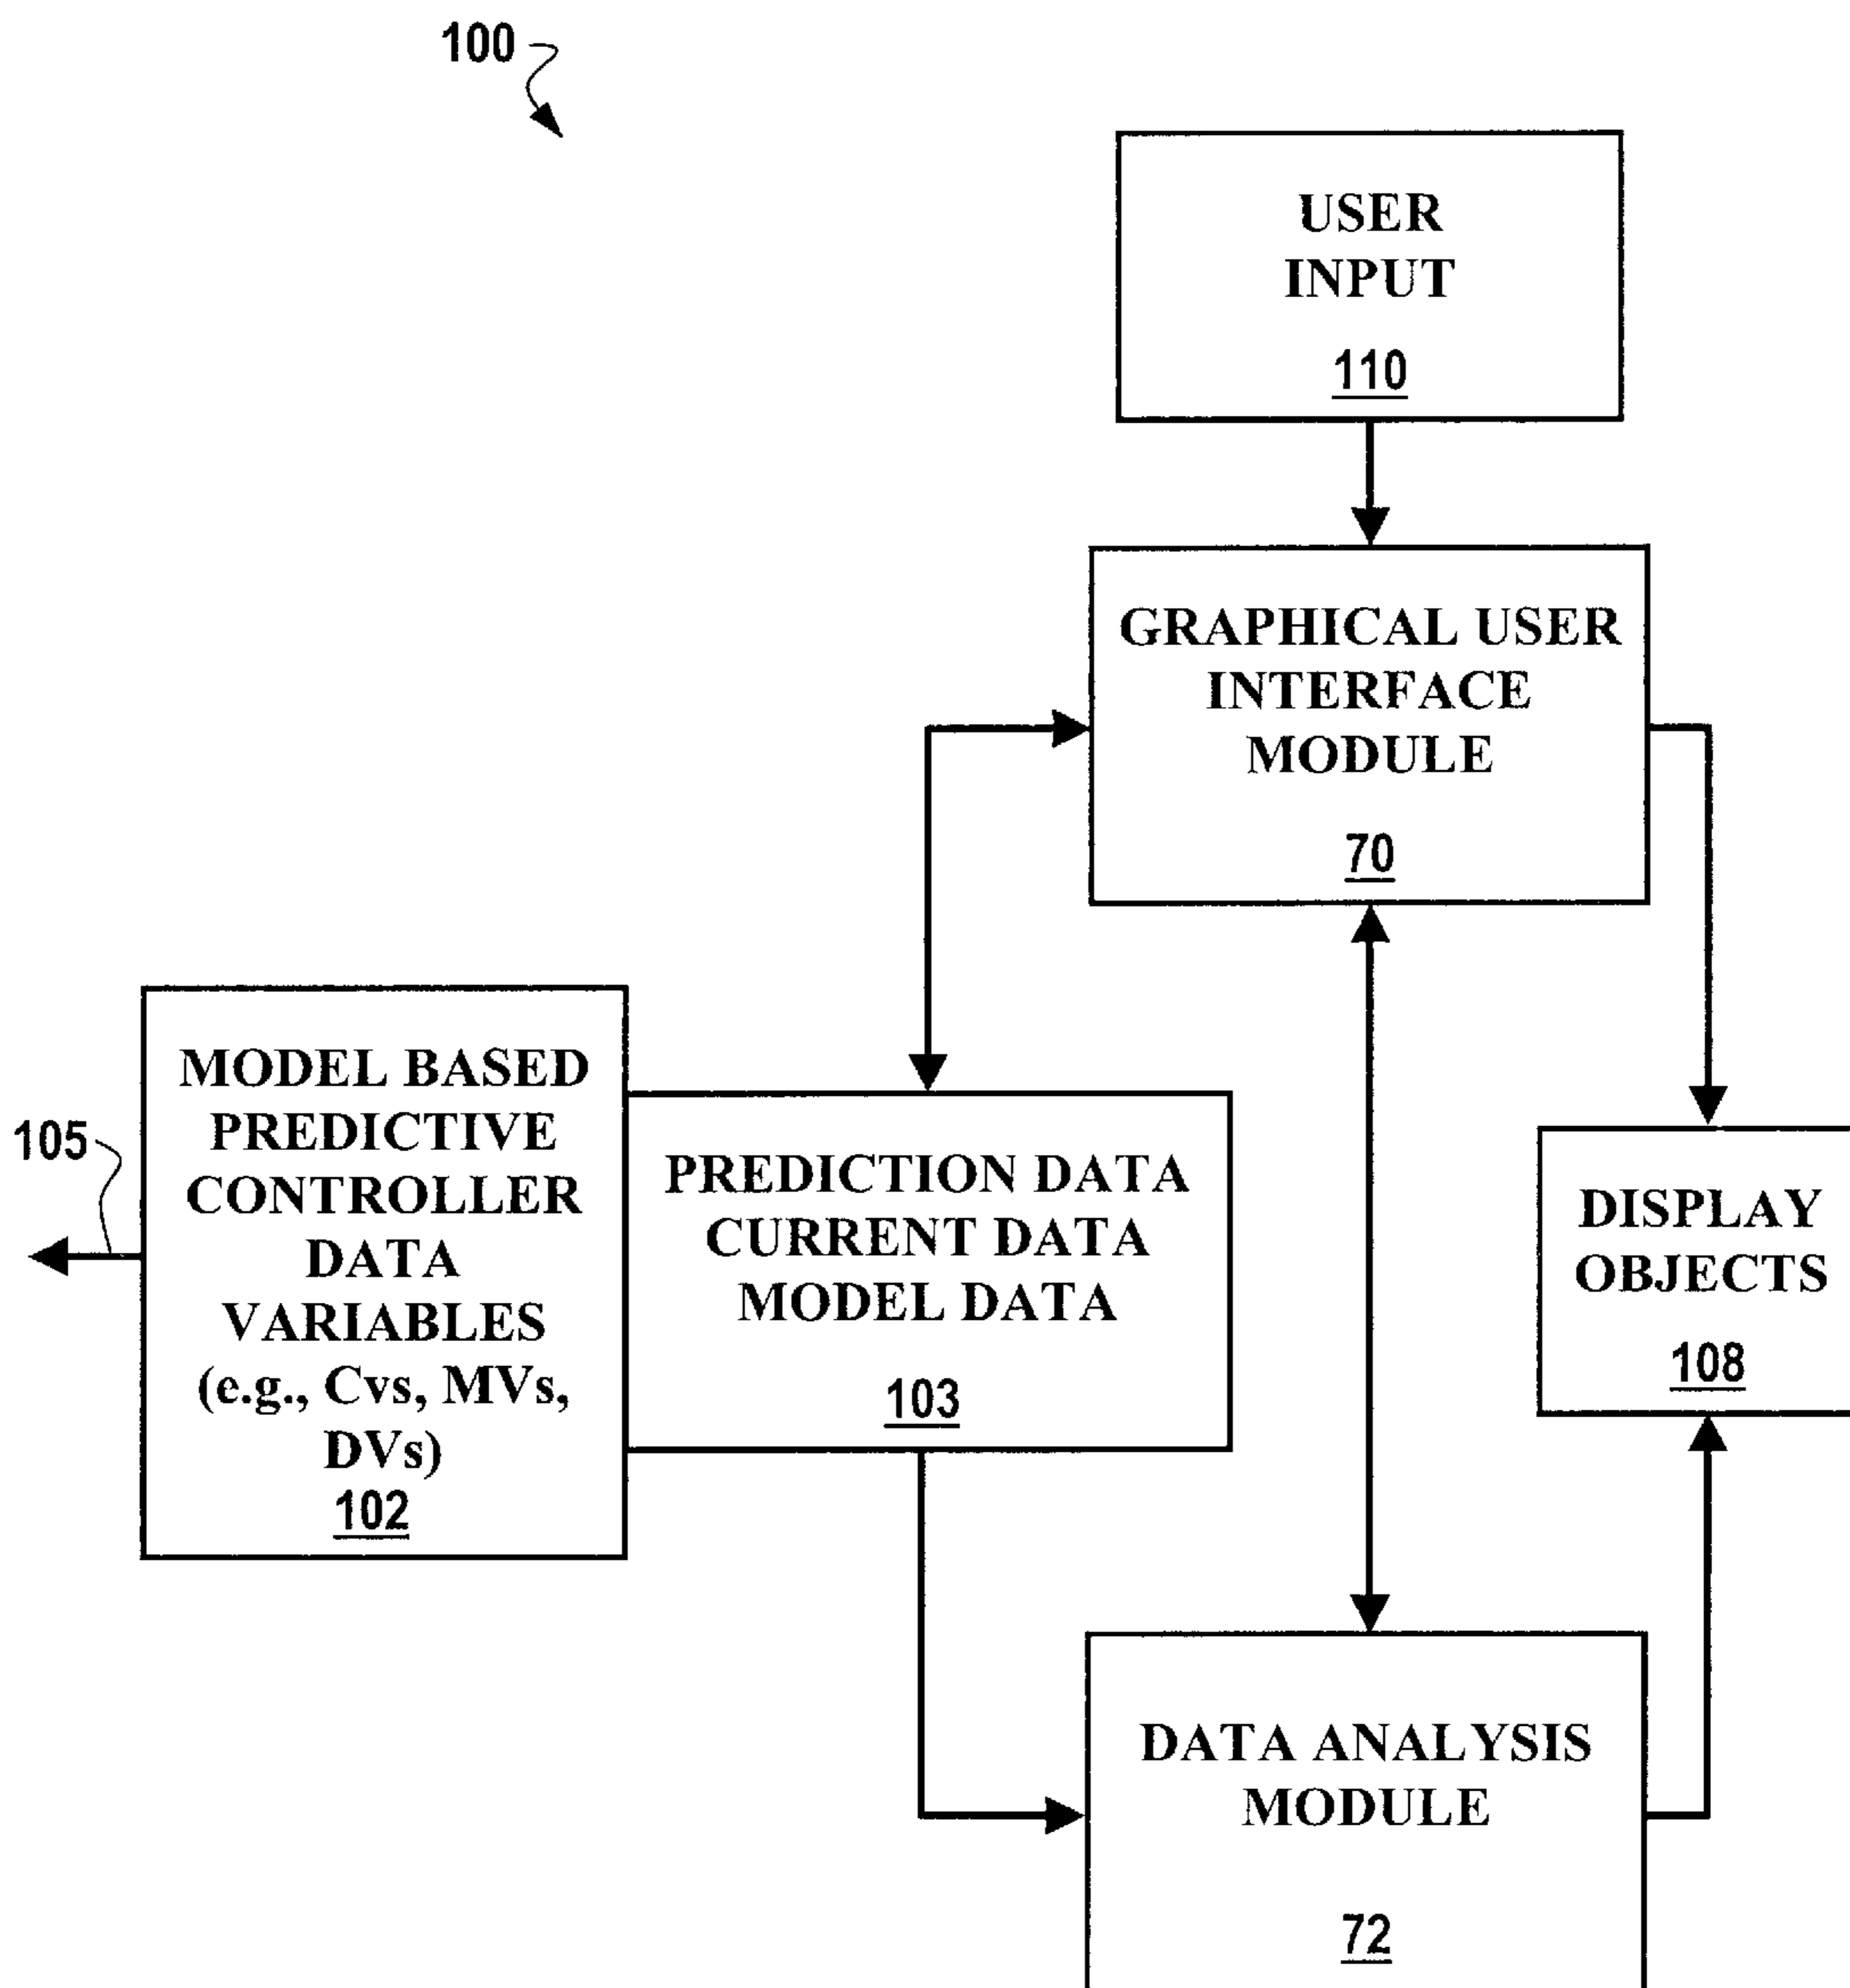 100
USER
INPUT
110
GRAPHICAL USER
INTERFACE
MODULE
70
MODEL BASED
PREDICTIVE
CONTROLLER
DATA
VARIABLES
(e.g., Cvs, MVs,
DVs)
102
105
PREDICTION DATA
CURRENT DATA
MODEL DATA
103
DISPLAY
OBJECTS
108
DATA ANALYSIS
MODULE
72